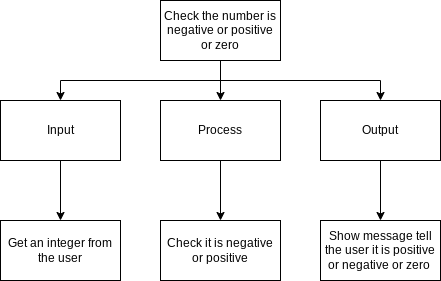 Check the number is
negative or positive
or zero
Input
Process
Output
Get an integer from
the user
Check it is negative
or positive
Show message tell
the user it is positive
or negative or zero